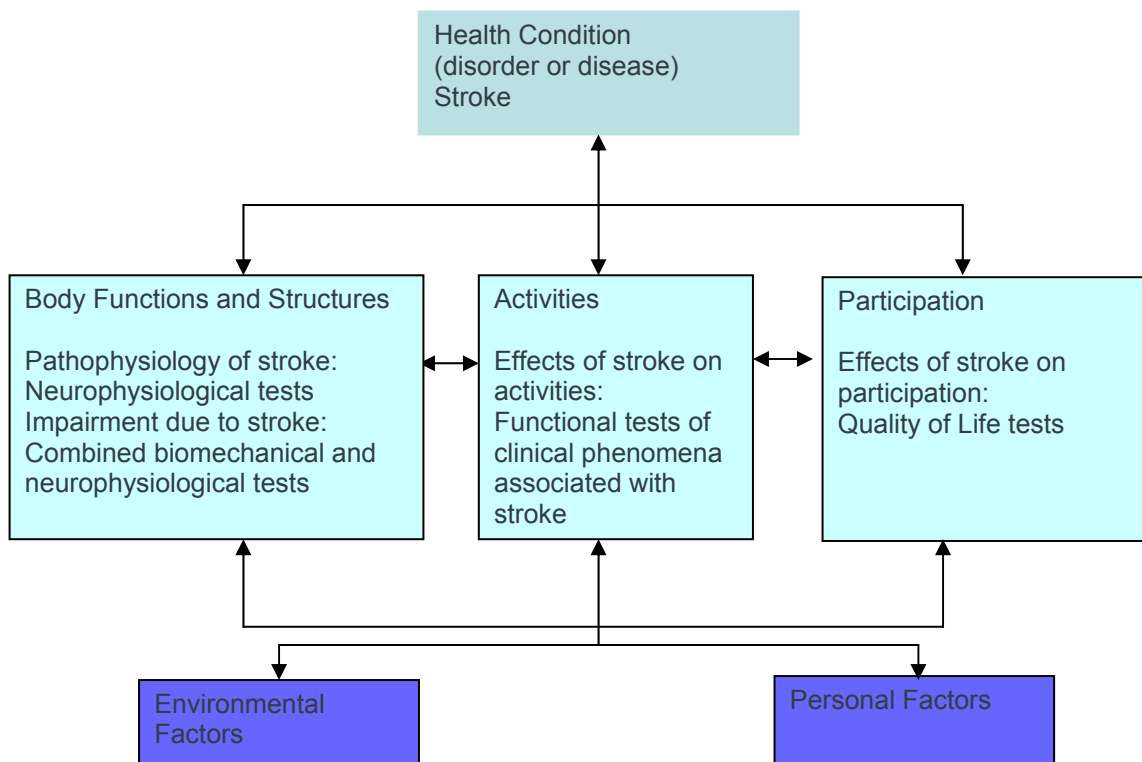 Health Condition
(disorder or disease)
Stroke
Body Functions and Structures
Pathophysiology of stroke:
Neurophysiological tests
Impairment due to stroke:
Combined biomechanical and
neurophysiological tests
Activities
Effects of stroke on
activities:
Functional tests of
clinical phenomena
associated with
stroke
Participation
Effects of stroke on
participation:
Quality of Life tests
Environmental
Factors
Personal Factors